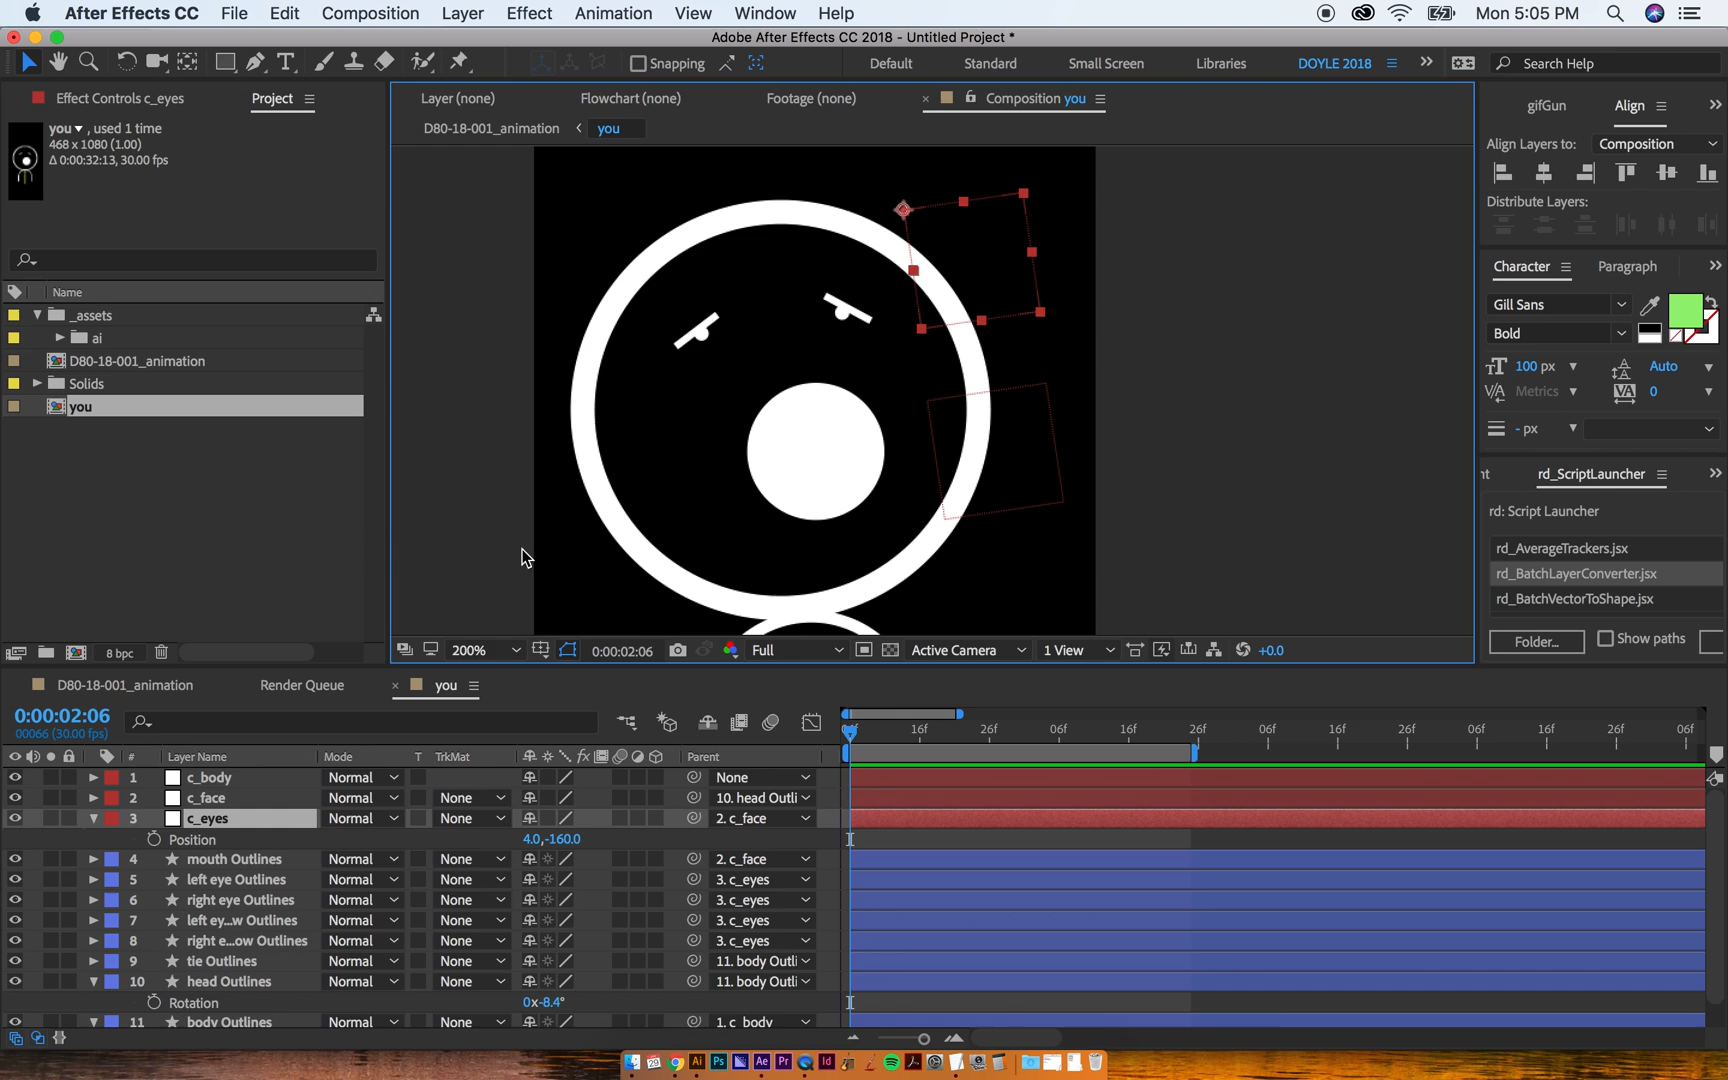 After Effects CC File Edit Composition Layer Effect Animation View Window Help Mon 5:05 PM
Adobe After Effects CC 2018 - Untitled Project *
Snapping Default Standard Small Screen Libraries DOYLE 2018 Search Help
Effect Controls c_eyes Project Layer (none) Flowchart (none) Footage (none) Composition you gifGun Align
you , used 1 time
468 x 1080 (1.00)
Δ 0:00:32:13, 30.00 fps
D80-18-001_animation you
Align Layers to: Composition
Distribute Layers:
Name
_assets
ai
D80-18-001_animation
Solids
you
Character Paragraph
Gill Sans
Bold
100 px Auto
Metrics 0
- px
nt rd_ScriptLauncher
rd: Script Launcher
rd_AverageTrackers.jsx
rd_BatchLayerConverter.jsx
rd_BatchVectorToShape.jsx
Folder... Show paths
8 bpc 200% 0:00:02:06 Full Active Camera 1 View +0.0
D80-18-001_animation Render Queue you
0:00:02:06
00066 (30.00 fps)
16f 26f 06f 16f 26f 06f 16f 26f 06f 16f 26f 06f
# Layer Name Mode T TrkMat Parent
1 c_body Normal None
2 c_face Normal None 10. head Outli
3 c_eyes Normal None 2. c_face
Position 4.0,-160.0
4 mouth Outlines Normal None 2. c_face
5 left eye Outlines Normal None 3. c_eyes
6 right eye Outlines Normal None 3. c_eyes
7 left ey...w Outlines Normal None 3. c_eyes
8 right e...ow Outlines Normal None 3. c_eyes
9 tie Outlines Normal None 11. body Outli
10 head Outlines Normal None 11. body Outli
Rotation 0x-8.4°
11 body Outlines Normal None 1. c_body